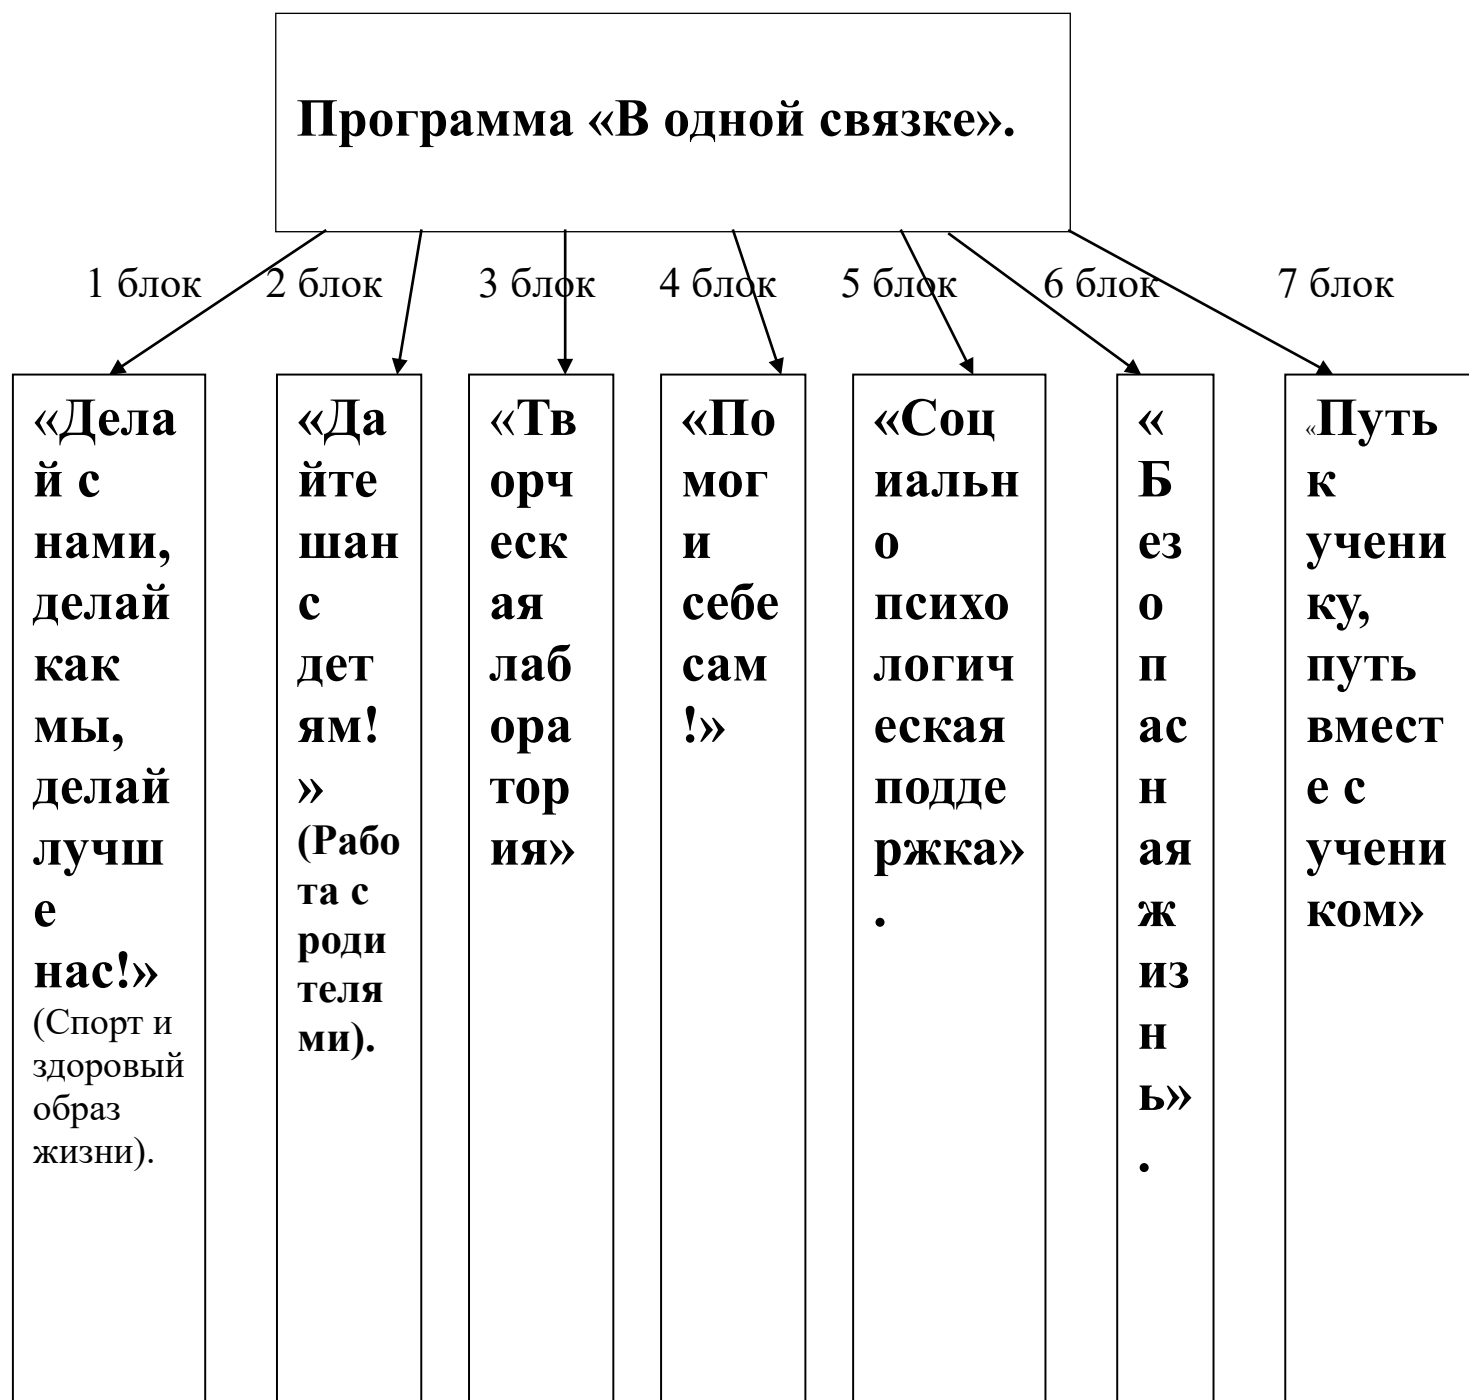 Программа «В одной связке».
1 блок 2 блок 3 блок 4 блок 5 блок 6 блок 7 блок
«Дела
й с
нами,
делай
как
мы,
делай
лучш
е
нас!»
(Спорт и
здоровый
образ
жизни).
«Да
йте
шан
с
дет
ям!
»
(Рабо
та с
роди
теля
ми).
«Тв
орч
еск
ая
лаб
ора
тор
ия»
«По
мог
и
себе
сам
!»
«Соц
иальн
о
психо
логич
еская
подде
ржка»
.
«
Б
ез
о
п
ас
н
ая
ж
из
н
ь»
.
«Путь
к
учени
ку,
путь
вмест
е с
учени
ком»